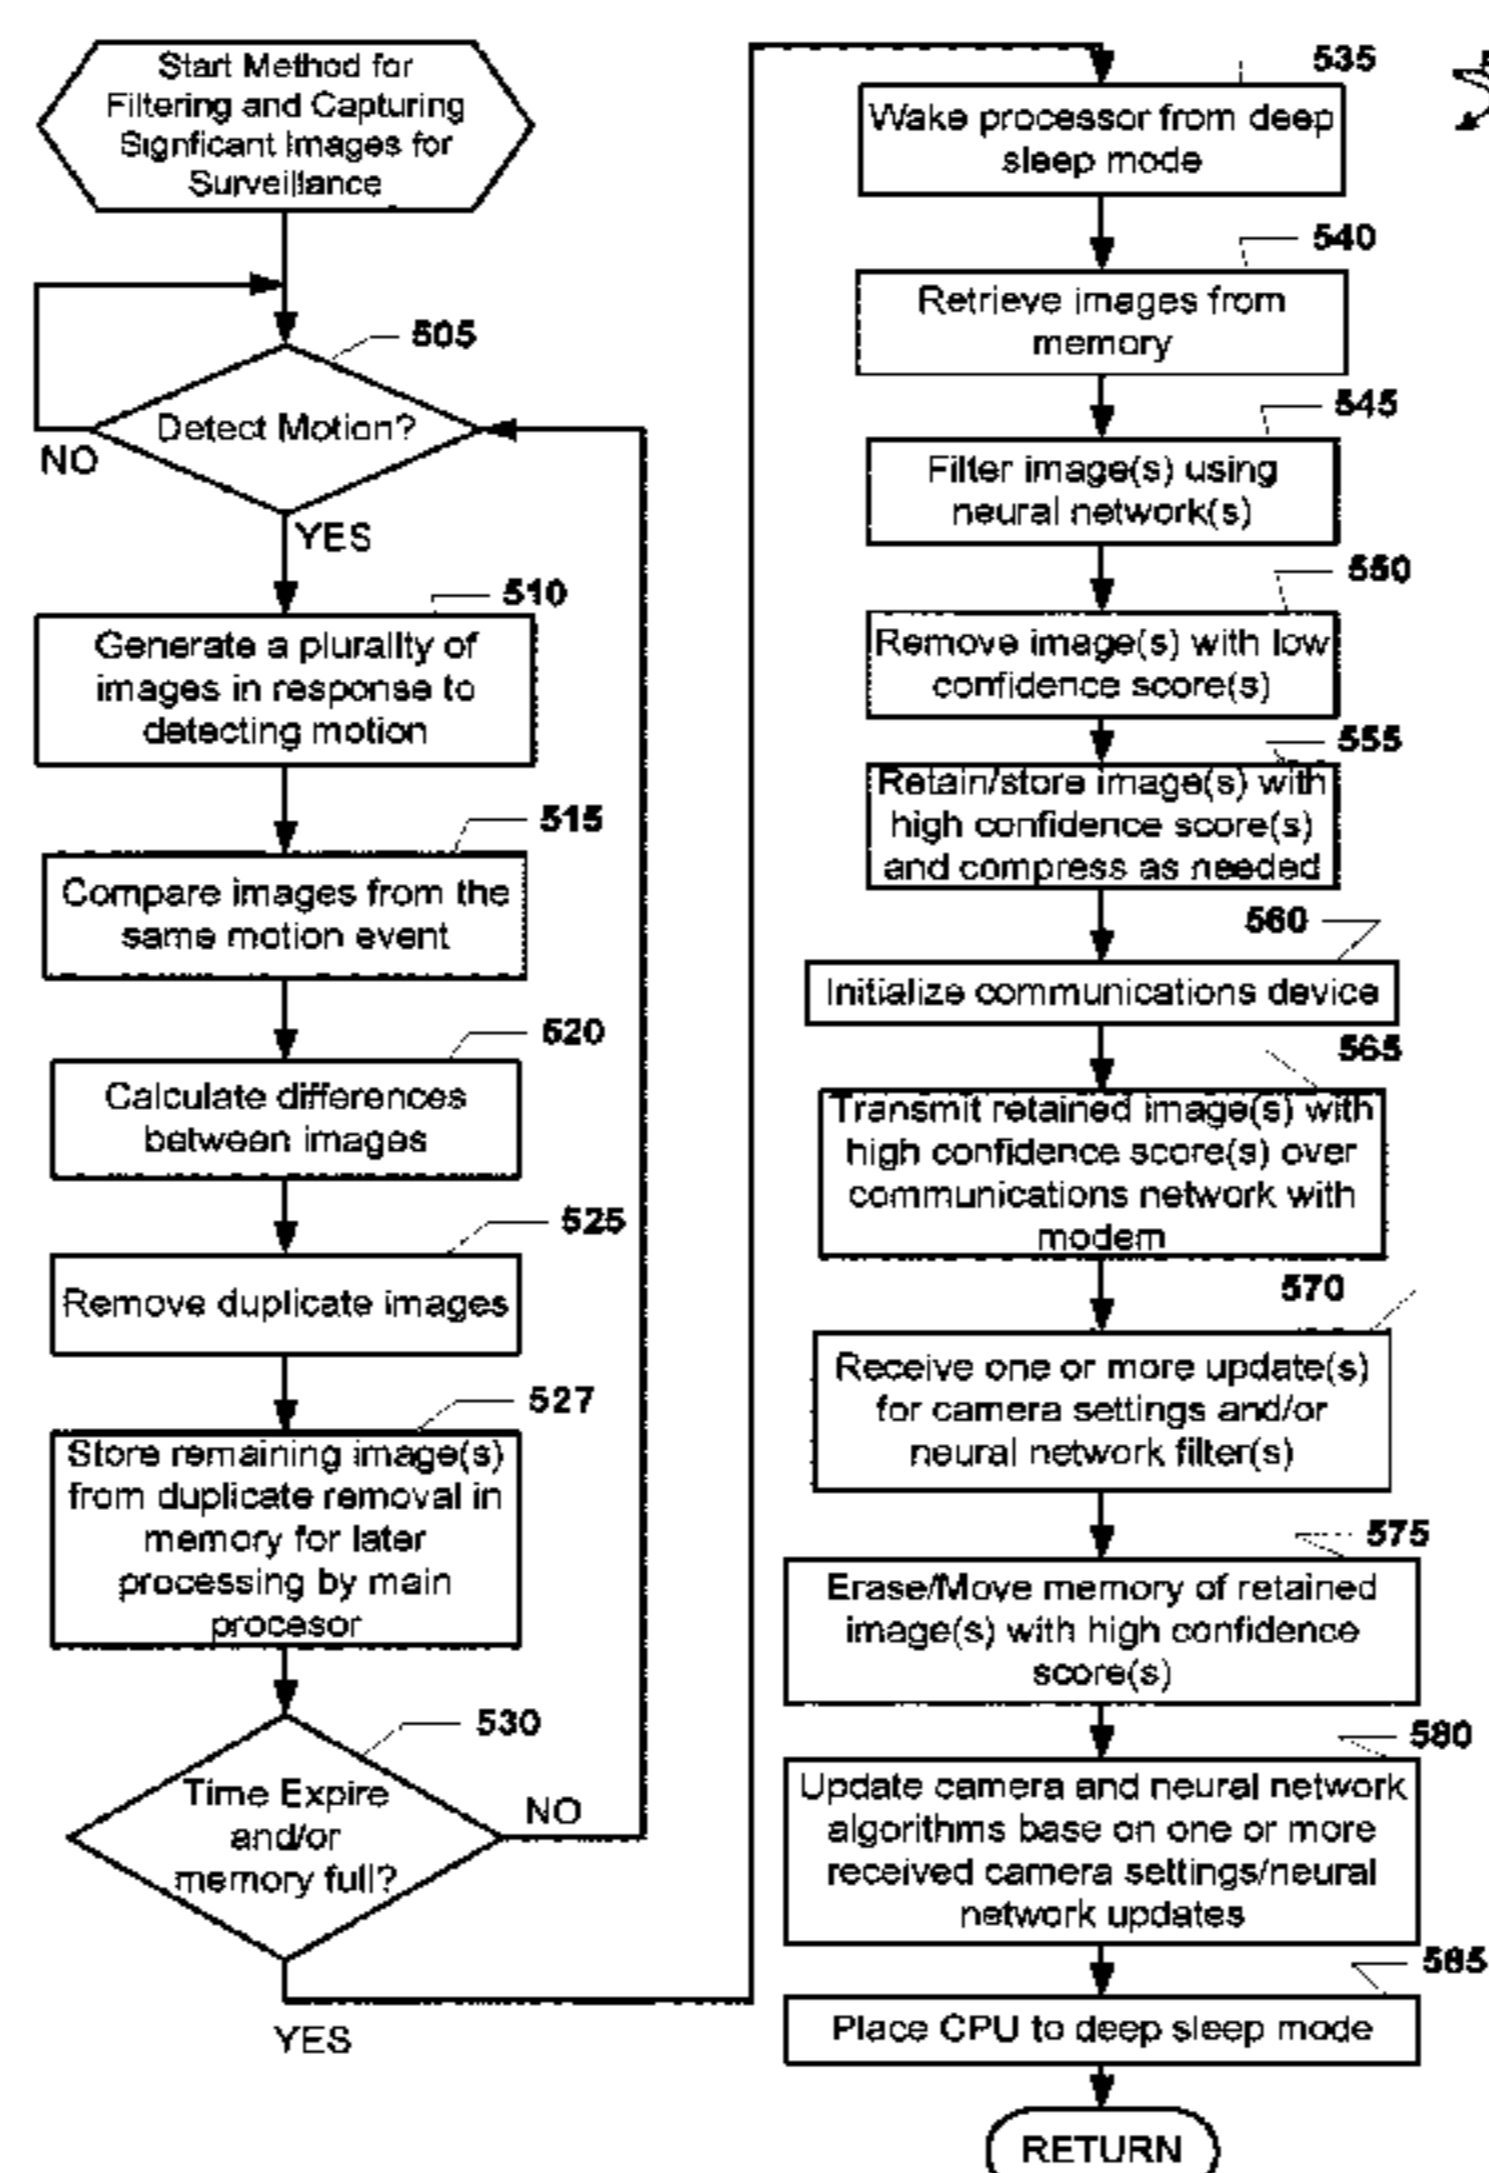 Start Method for
Filtering and Capturing
Signficant Images for
Surveillance
505
Detect Motion?
NO
YES
510
Generate a plurality of
images in response to
detecting motion
515
Compare images from the
same motion event
520
Calculate differences
between images
525
Remove duplicate images
527
Store remaining image(s)
from duplicate removal in
memory for later
processing by main
procesor
530
Time Expire
and/or
memory full?
NO
YES
535
Wake processor from deep
sleep mode
540
Retrieve images from
memory
545
Filter image(s) using
neural network(s)
550
Remove image(s) with low
confidence score(s)
555
Retain/store image(s) with
high confidence score(s)
and compress as needed
560
Initialize communications device
565
Transmit retained image(s) with
high confidence score(s) over
communications network with
modem
570
Receive one or more update(s)
for camera settings and/or
neural network filter(s)
575
Erase/Move memory of retained
image(s) with high confidence
score(s)
580
Update camera and neural network
algorithms base on one or more
received camera settings/neural
network updates
585
Place CPU to deep sleep mode
RETURN